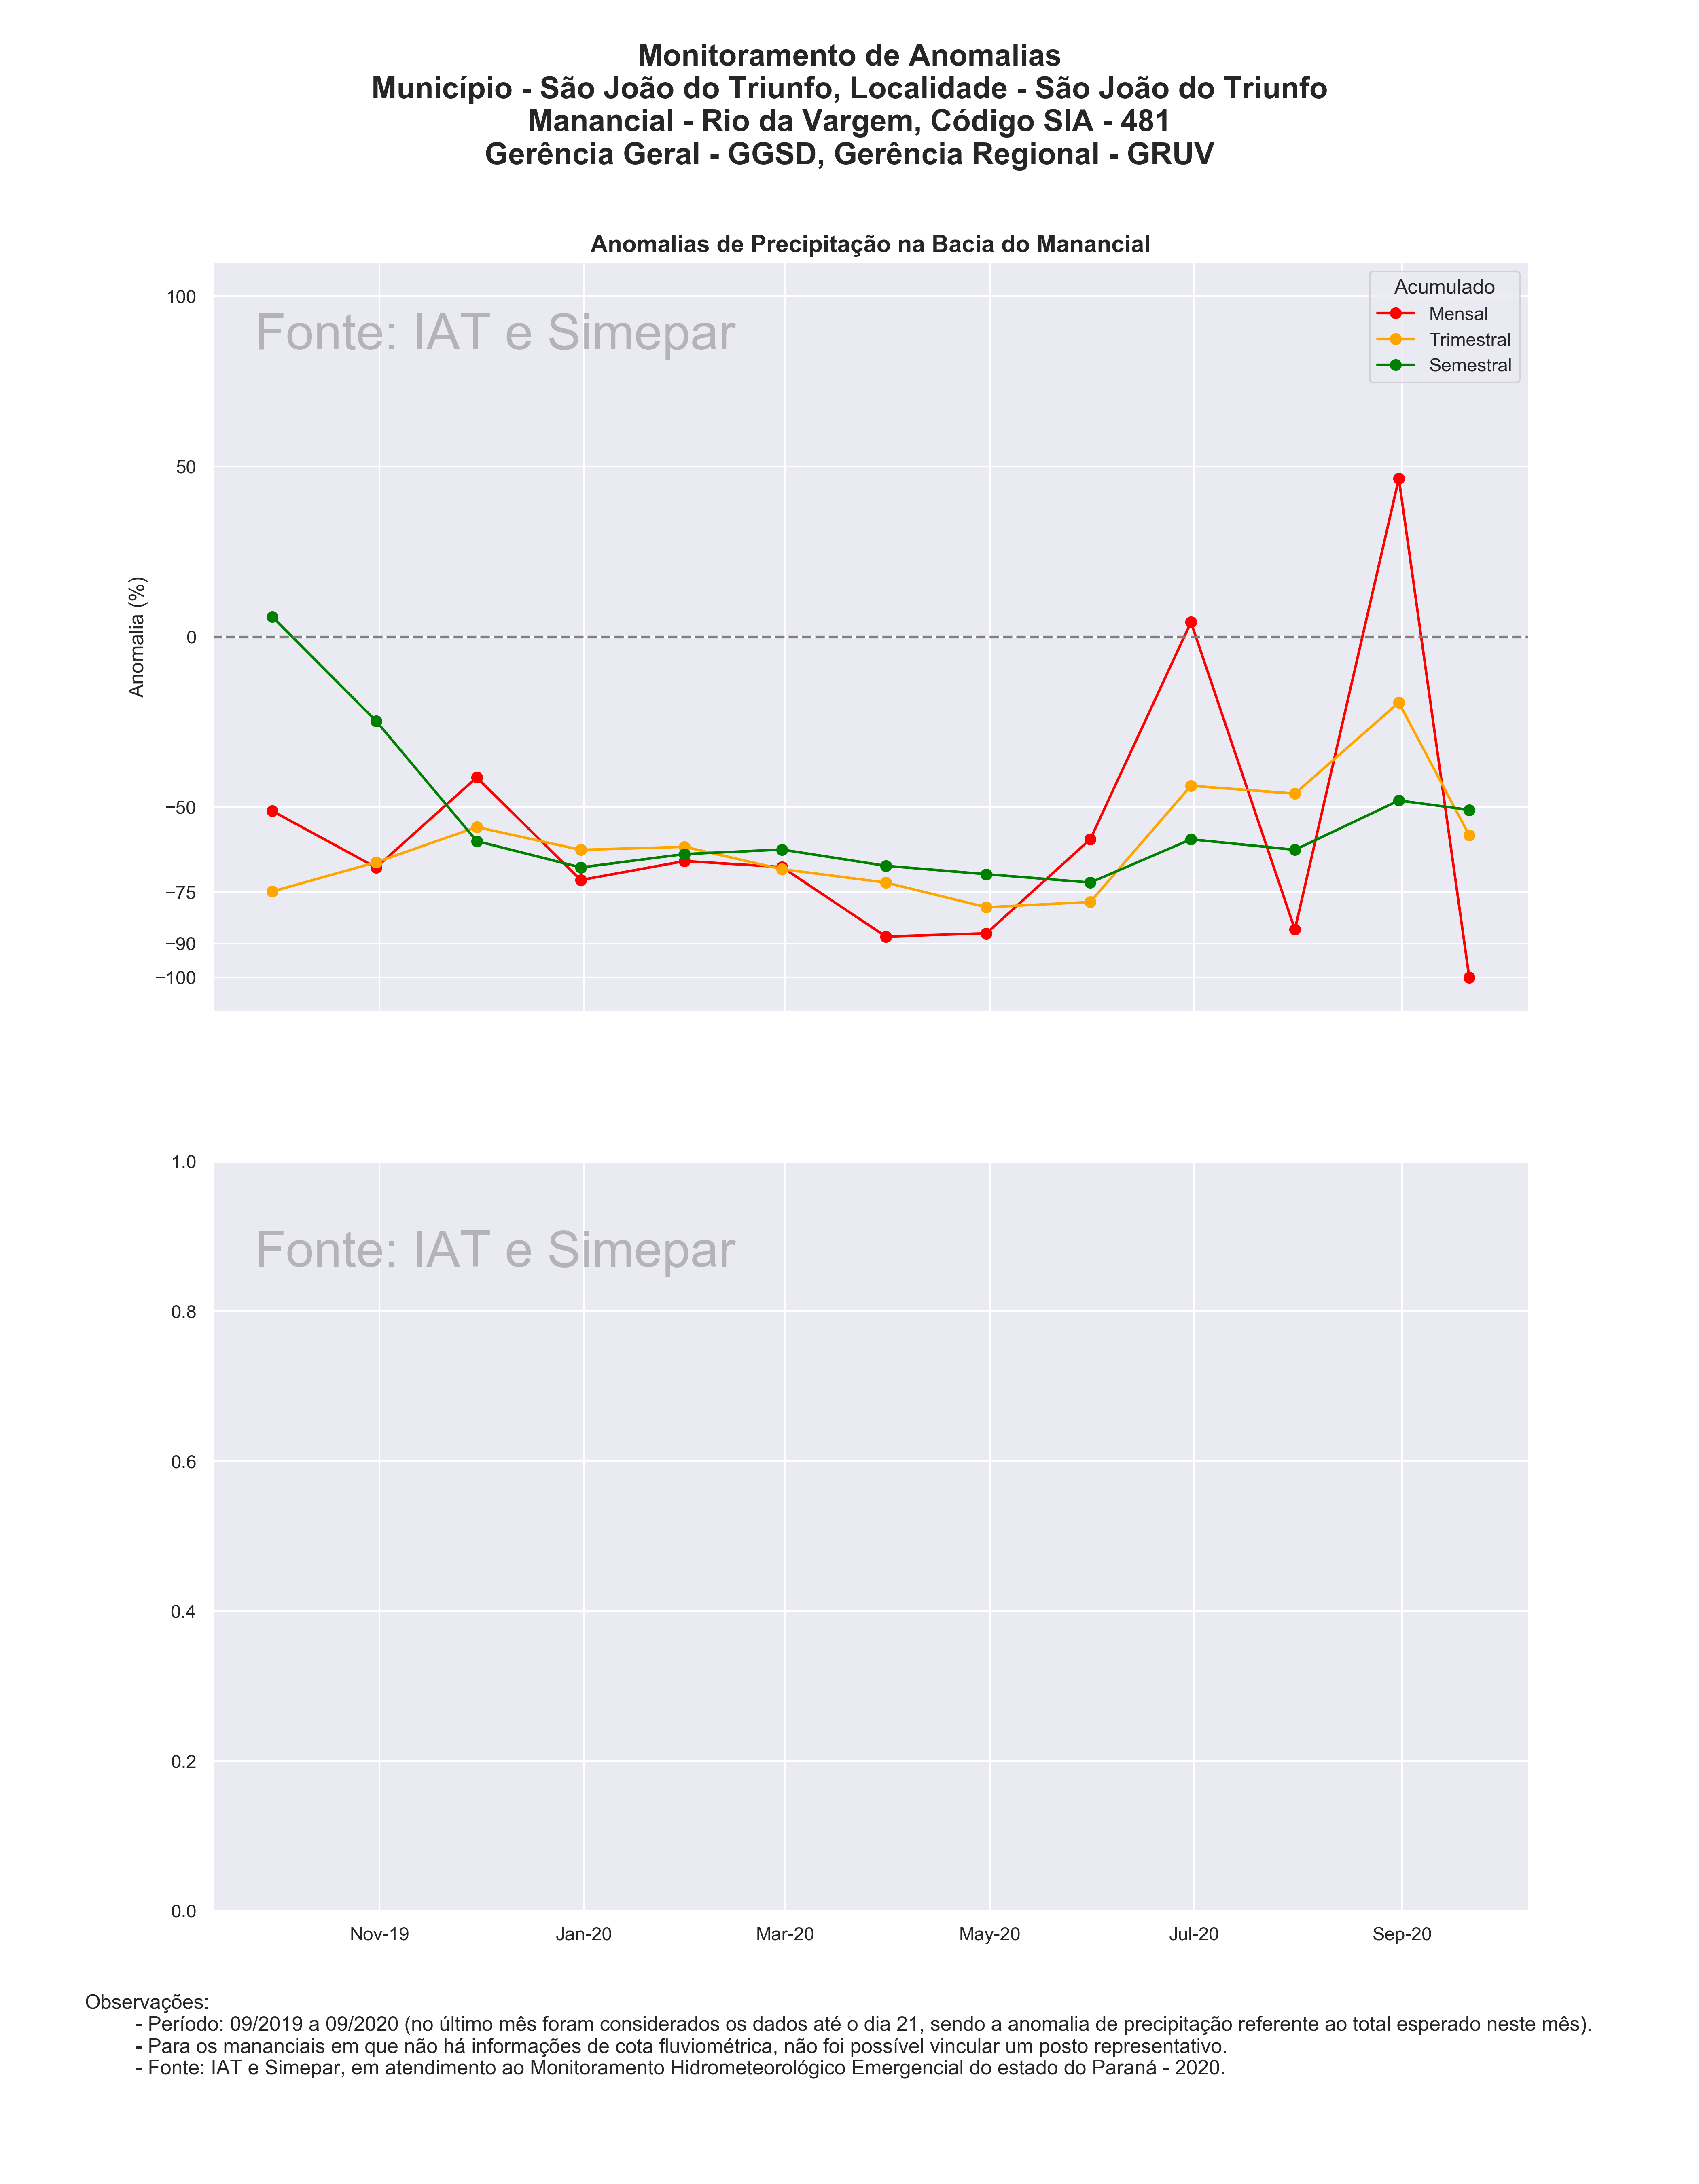 Monitoramento de Anomalias
Município - São João do Triunfo, Localidade - São João do Triunfo
Manancial - Rio da Vargem, Código SIA - 481
Gerência Geral - GGSD, Gerência Regional - GRUV
Anomalias de Precipitação na Bacia do Manancial
Fonte: IAT e Simepar
Acumulado
Mensal
Trimestral
Semestral
Anomalia (%)
100
50
0
−50
−75
−90
−100
Fonte: IAT e Simepar
1.0
0.8
0.6
0.4
0.2
0.0
Nov-19 Jan-20 Mar-20 May-20 Jul-20 Sep-20
Observações:
- Período: 09/2019 a 09/2020 (no último mês foram considerados os dados até o dia 21, sendo a anomalia de precipitação referente ao total esperado neste mês).
- Para os mananciais em que não há informações de cota fluviométrica, não foi possível vincular um posto representativo.
- Fonte: IAT e Simepar, em atendimento ao Monitoramento Hidrometeorológico Emergencial do estado do Paraná - 2020.